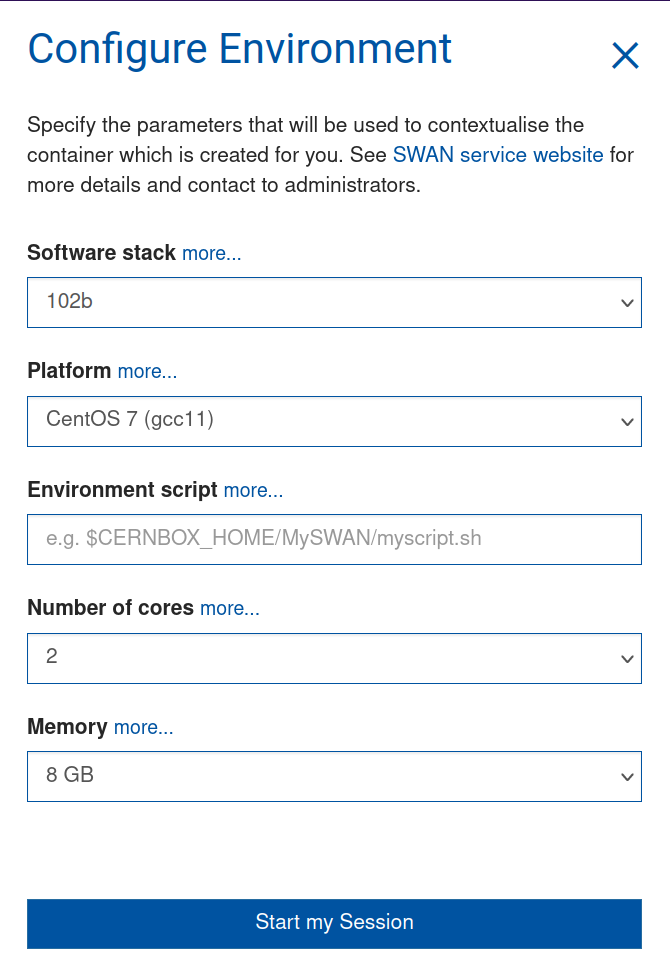 Configure Environment
Specify the parameters that will be used to contextualise the
container which is created for you. See SWAN service website for
more details and contact to administrators.
Software stack more...
102b
Platform more...
CentOS 7 (gcc11)
Environment script more...
e.g. $CERNBOX_HOME/MySWAN/myscript.sh
Number of cores more...
2
Memory more...
8 GB
Start my Session